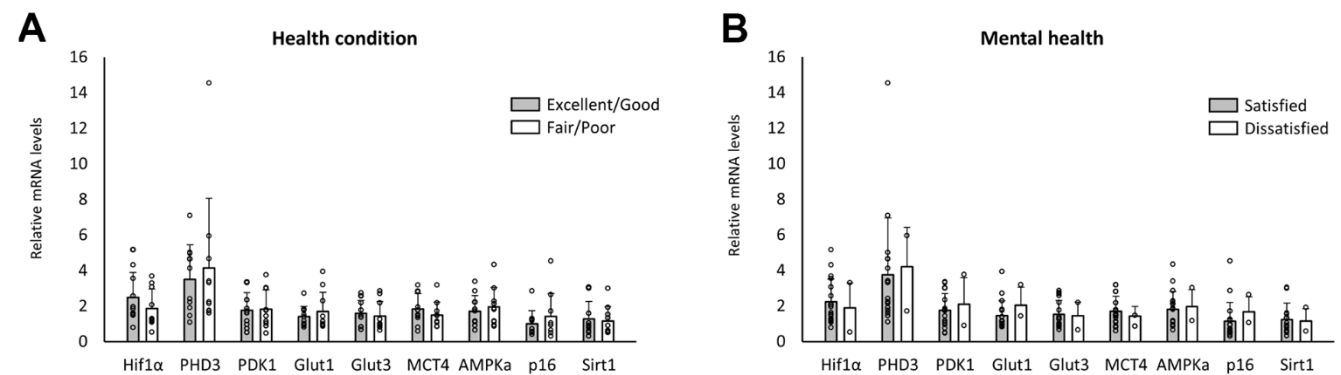 A
Health condition
Relative mRNA levels
16
14
12
10
8
6
4
2
0
Excellent/Good
Fair/Poor
Hif1α PHD3 PDK1 Glut1 Glut3 MCT4 AMPKa p16 Sirt1
B
Mental health
Relative mRNA levels
16
14
12
10
8
6
4
2
0
Satisfied
Dissatisfied
Hif1α PHD3 PDK1 Glut1 Glut3 MCT4 AMPKa p16 Sirt1